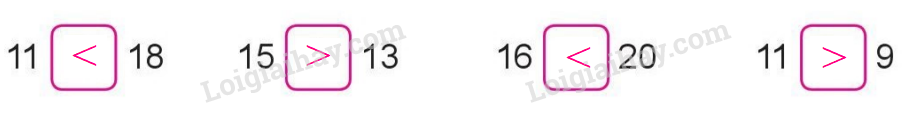 11 < 18 15 > 13 16 < 20 11 > 9
Loigiaihay.com Loigiaihay.com